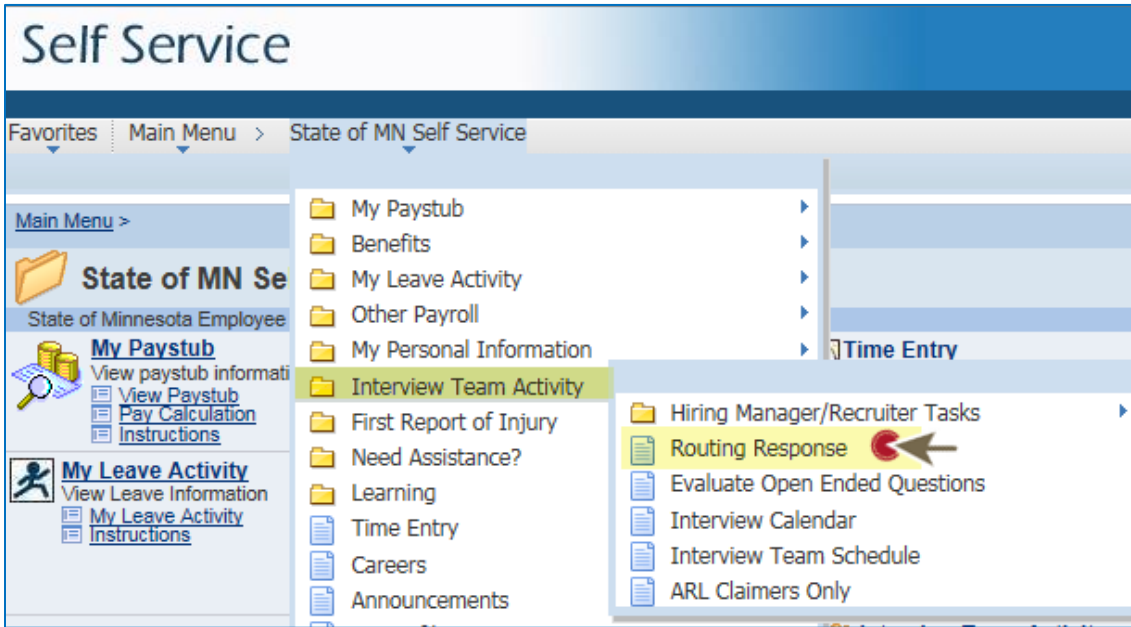 Self Service
Favorites Main Menu > State of MN Self Service
Main Menu >
State of MN Se
State of Minnesota Employee
My Paystub
View paystub informati
View Paystub
Pay Calculation
Instructions
My Leave Activity
View Leave Information
My Leave Activity
Instructions
My Paystub
Benefits
My Leave Activity
Other Payroll
My Personal Information
Interview Team Activity
First Report of Injury
Need Assistance?
Learning
Time Entry
Careers
Announcements
Time Entry
Hiring Manager/Recruiter Tasks
Routing Response
Evaluate Open Ended Questions
Interview Calendar
Interview Team Schedule
ARL Claimers Only